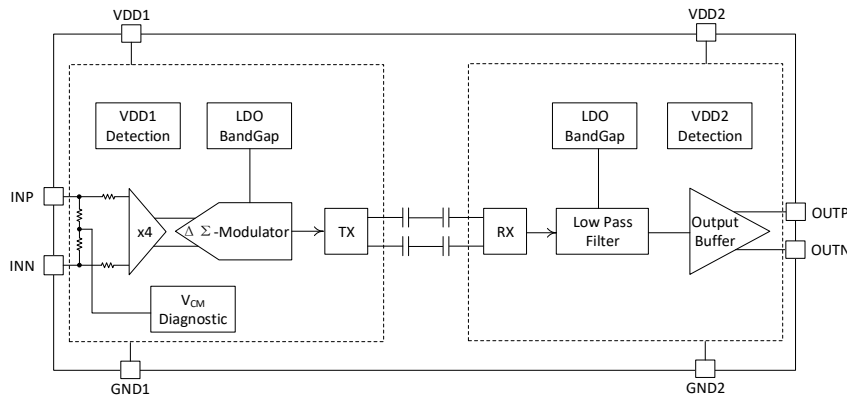 VDD1
VDD2
VDD1
Detection
LDO
BandGap
LDO
BandGap
VDD2
Detection
INP
x4
Δ Σ-Modulator
TX
RX
Low Pass
Filter
Output
Buffer
OUTP
OUTN
INN
VCM
Diagnostic
GND1
GND2